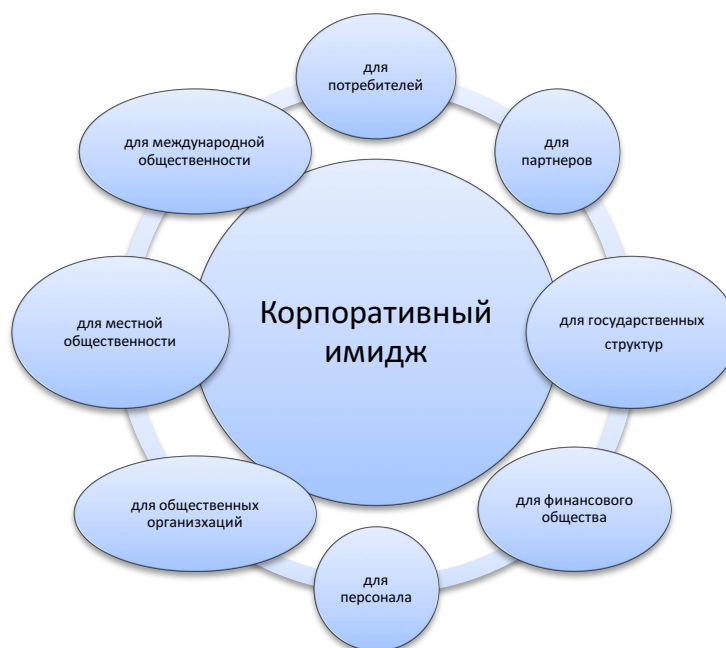 для
потребителей
для
партнеров
для государственных
структур
для финансового
общества
для
персонала
для общественных
организхаций
для местной
общественности
для международной
общественности
Корпоративный
имидж